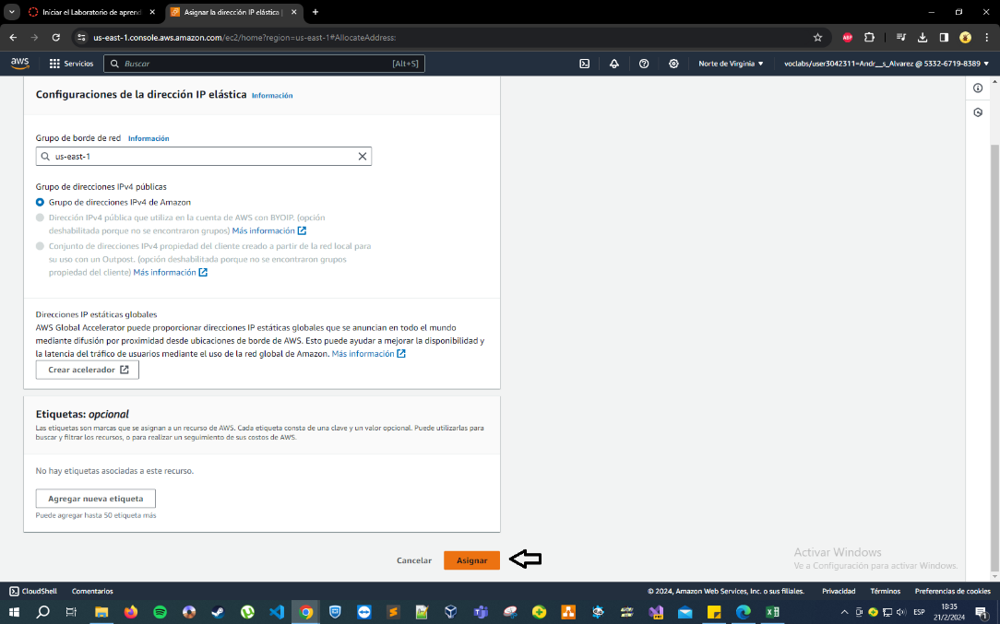 Iniciar el Laboratorio de aprend
Asignar la dirección IP elástica |
us-east-1.console.aws.amazon.com/ec2/home?region=us-east-1#AllocateAddress:
ABP
aws
Servicios
Buscar
[Alt+S]
Norte de Virginia
voclabs/user3042311=Andr__s_Alvarez @ 5332-6719-8389
Configuraciones de la dirección IP elástica Información
Grupo de borde de red Información
us-east-1
Grupo de direcciones IPv4 públicas
Grupo de direcciones IPv4 de Amazon
Dirección IPv4 pública que utiliza en la cuenta de AWS con BYOIP. (opción
deshabilitada porque no se encontraron grupos) Más información
Conjunto de direcciones IPv4 propiedad del cliente creado a partir de la red local para
su uso con un Outpost. (opción deshabilitada porque no se encontraron grupos
propiedad del cliente) Más información
Direcciones IP estáticas globales
AWS Global Accelerator puede proporcionar direcciones IP estáticas globales que se anuncian en todo el mundo
mediante difusión por proximidad desde ubicaciones de borde de AWS. Esto puede ayudar a mejorar la disponibilidad y
la latencia del tráfico de usuarios mediante el uso de la red global de Amazon. Más información
Crear acelerador
Etiquetas: opcional
Las etiquetas son marcas que se asignan a un recurso de AWS. Cada etiqueta consta de una clave y un valor opcional. Puede utilizarlas para
buscar y filtrar los recursos, o para realizar un seguimiento de sus costos de AWS.
No hay etiquetas asociadas a este recurso.
Agregar nueva etiqueta
Puede agregar hasta 50 etiqueta más
Cancelar
Asignar
Activar Windows
Ve a Configuración para activar Windows.
CloudShell
Comentarios
© 2024, Amazon Web Services, Inc. o sus filiales.
Privacidad
Términos
Preferencias de cookies
ESP
18:35
21/2/2024
1